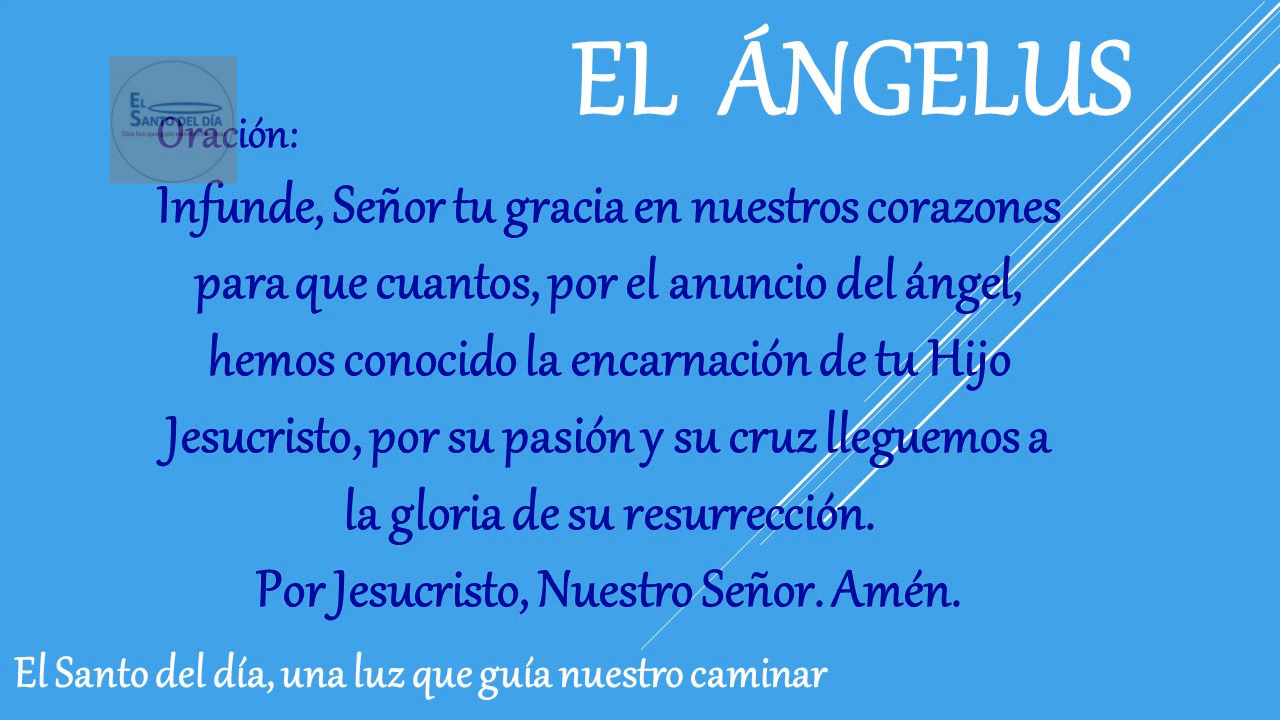 EL ÁNGELUS
EL
SANTO DEL DÍA
Oración:
Infunde, Señor tu gracia en nuestros corazones
para que cuantos, por el anuncio del ángel,
hemos conocido la encarnación de tu Hijo
Jesucristo, por su pasión y su cruz lleguemos a
la gloria de su resurrección.
Por Jesucristo, Nuestro Señor. Amén.
El Santo del día, una luz que guía nuestro caminar